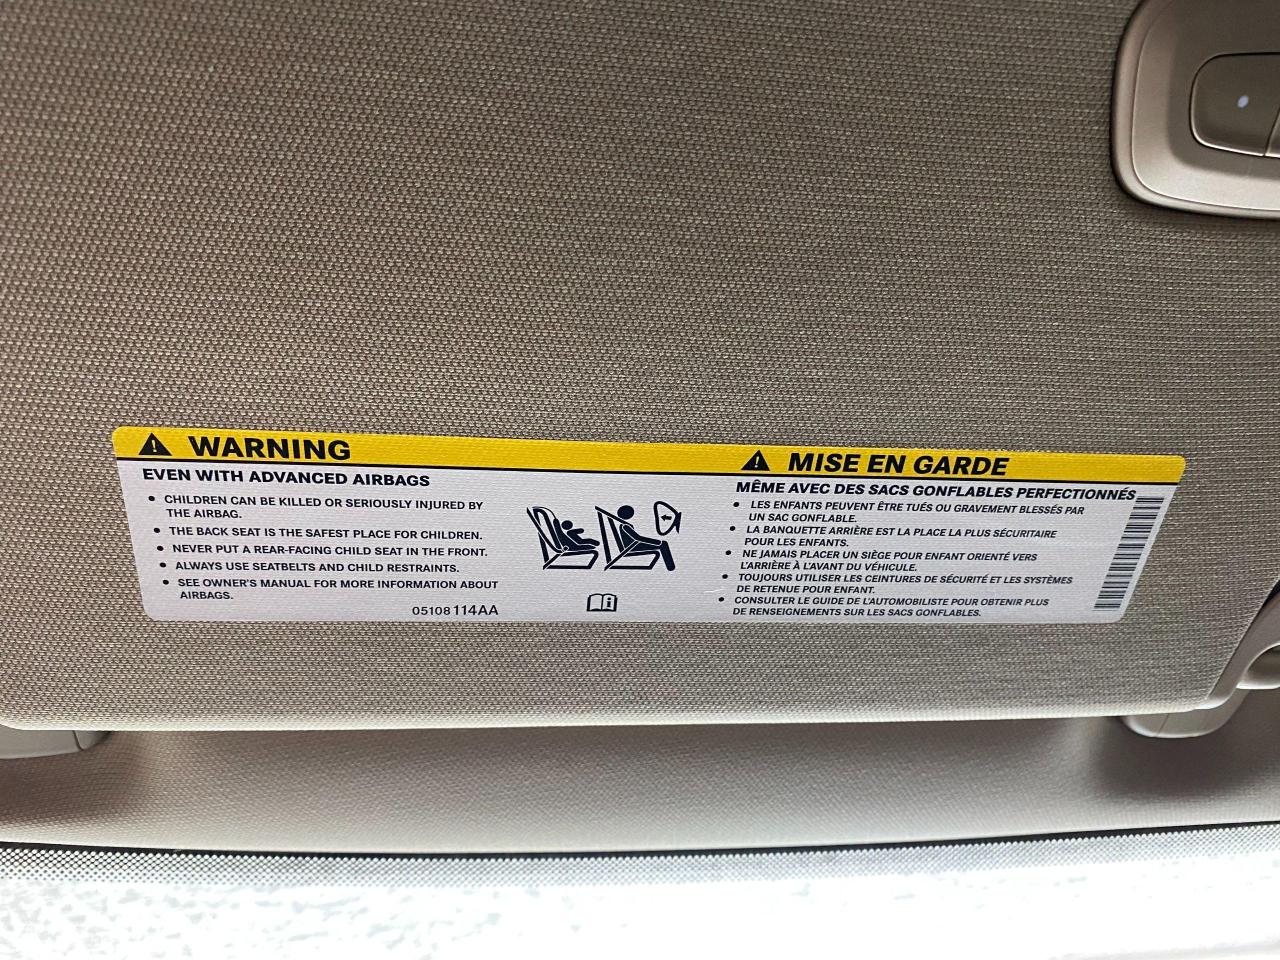 WARNING
EVEN WITH ADVANCED AIRBAGS
• CHILDREN CAN BE KILLED OR SERIOUSLY INJURED BY
THE AIRBAG.
• THE BACK SEAT IS THE SAFEST PLACE FOR CHILDREN.
• NEVER PUT A REAR-FACING CHILD SEAT IN THE FRONT.
• ALWAYS USE SEATBELTS AND CHILD RESTRAINTS.
• SEE OWNER'S MANUAL FOR MORE INFORMATION ABOUT
AIRBAGS.
05108114AA
MISE EN GARDE
MÊME AVEC DES SACS GONFLABLES PERFECTIONNÉS
• LES ENFANTS PEUVENT ÊTRE TUÉS OU GRAVEMENT BLESSÉS PAR
UN SAC GONFLABLE.
• LA BANQUETTE ARRIÈRE EST LA PLACE LA PLUS SÉCURITAIRE
POUR LES ENFANTS.
• NE JAMAIS PLACER UN SIÈGE POUR ENFANT ORIENTÉ VERS
L'ARRIÈRE À L'AVANT DU VÉHICULE.
• TOUJOURS UTILISER LES CEINTURES DE SÉCURITÉ ET LES SYSTÈMES
DE RETENUE POUR ENFANT.
• CONSULTER LE GUIDE DE L'AUTOMOBILISTE POUR OBTENIR PLUS
DE RENSEIGNEMENTS SUR LES SACS GONFLABLES.